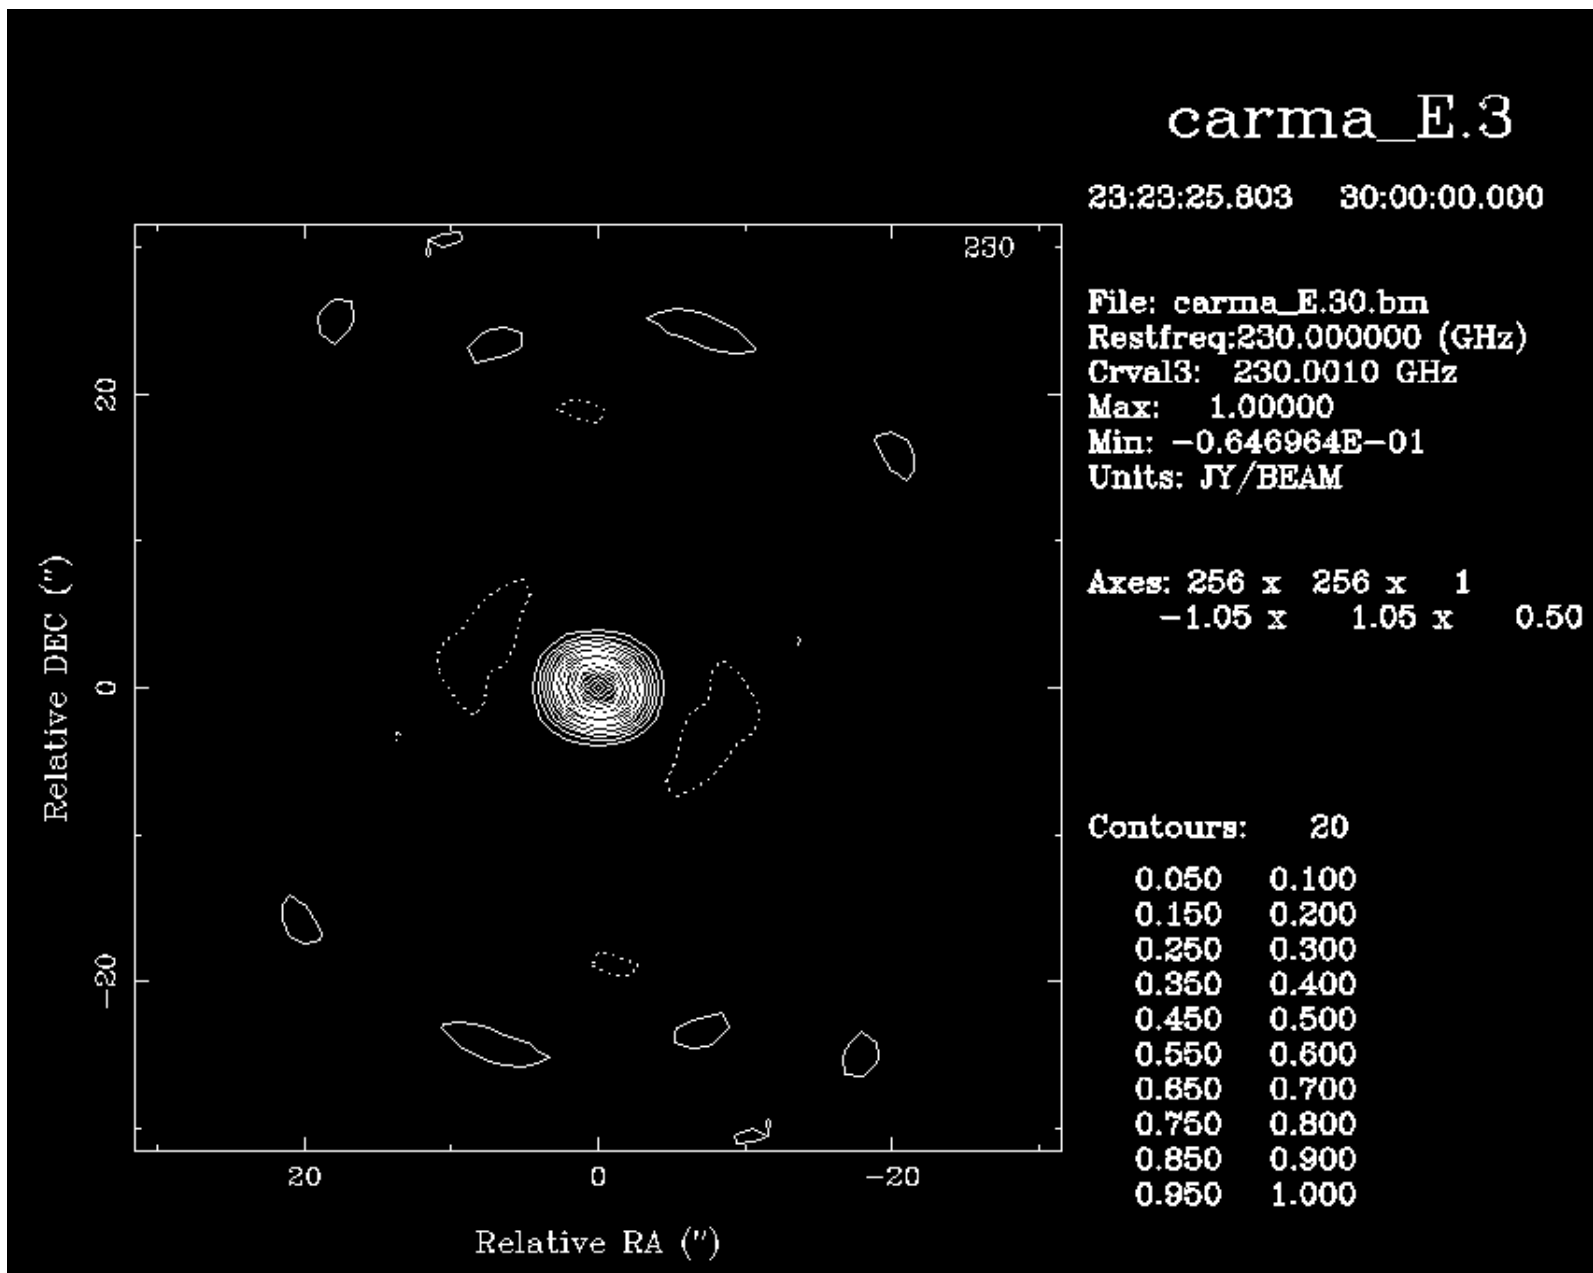 carma_E.3
23:23:25.803 30:00:00.000
230
File: carma_E.30.bm
Restfreq:230.000000 (GHz)
Crval3: 230.0010 GHz
Max: 1.00000
Min: -0.646964E-01
Units: JY/BEAM
Axes: 256 x 256 x 1
-1.05 x 1.05 x 0.50
Contours: 20
0.050 0.100
0.150 0.200
0.250 0.300
0.350 0.400
0.450 0.500
0.550 0.600
0.650 0.700
0.750 0.800
0.850 0.900
0.950 1.000
Relative DEC (")
20
0
-20
20 0 -20
Relative RA (")